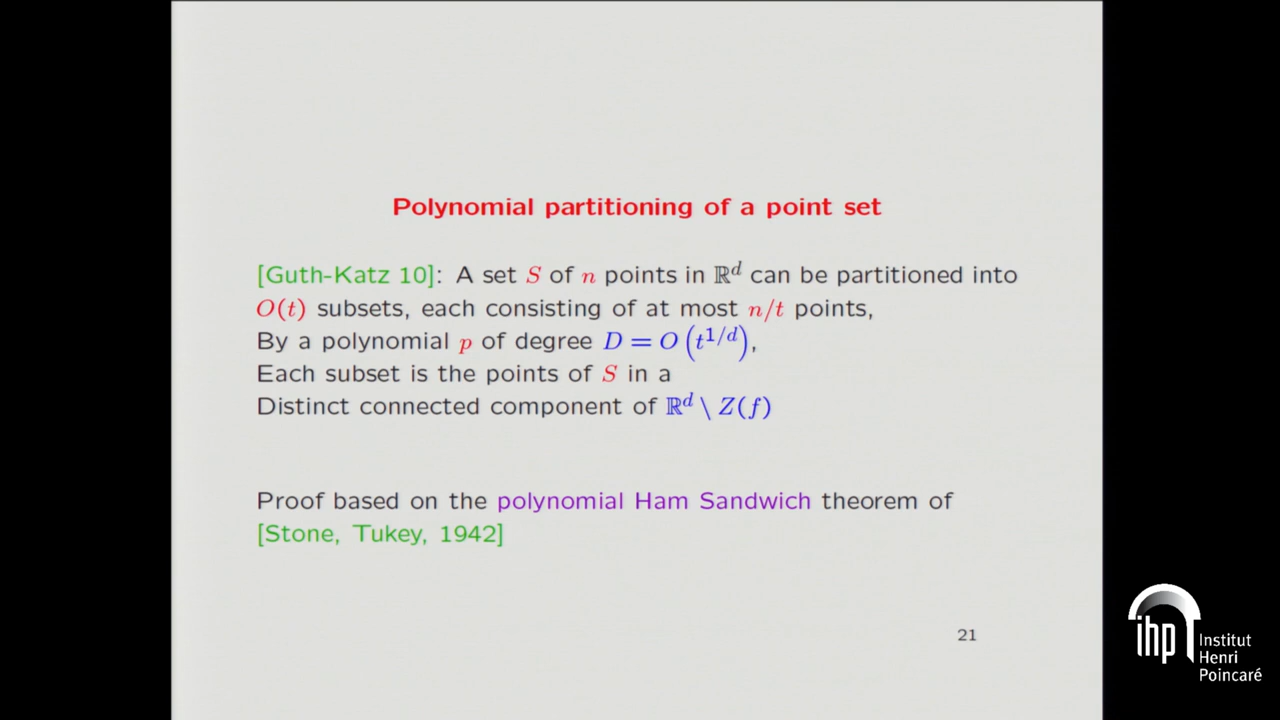 Polynomial partitioning of a point set
[Guth-Katz 10]: A set S of n points in ℝ^d can be partitioned into
O(t) subsets, each consisting of at most n/t points,
By a polynomial p of degree D = O(t^{1/d}),
Each subset is the points of S in a
Distinct connected component of ℝ^d \ Z(f)
Proof based on the polynomial Ham Sandwich theorem of
[Stone, Tukey, 1942]
21
ihp
Institut
Henri
Poincaré